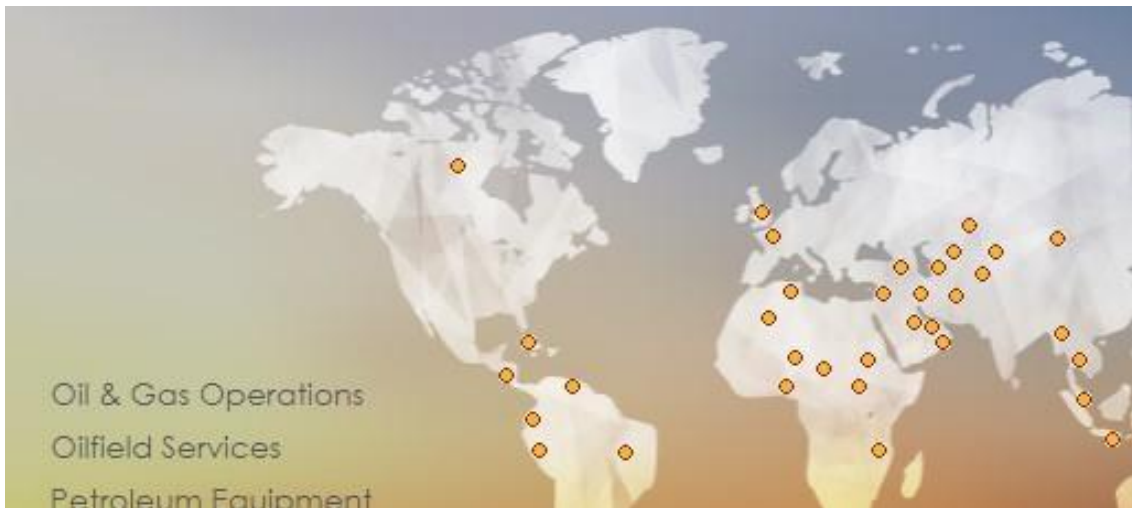 Oil & Gas Operations
Oilfield Services
Petroleum Equipment